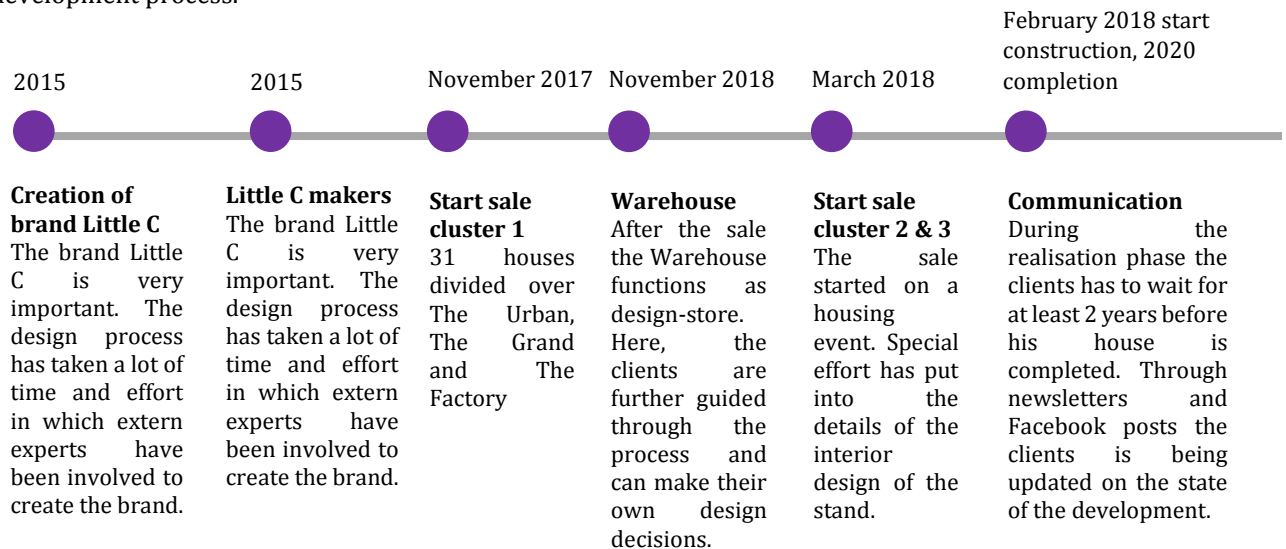 development process.
2015
2015
November 2017
November 2018
March 2018
February 2018 start
construction, 2020
completion
Creation of
brand Little C
The brand Little
C is very
important. The
design process
has taken a lot of
time and effort
in which extern
experts have
been involved to
create the brand.
Little C makers
The brand Little
C is very
important. The
design process
has taken a lot of
time and effort
in which extern
experts have
been involved to
create the brand.
Start sale
cluster 1
31 houses
divided over
The Urban,
The Grand
and The
Factory
Warehouse
After the sale
the Warehouse
functions as
design-store.
Here, the
clients are
further guided
through the
process and
can make their
own design
decisions.
Start sale
cluster 2 & 3
The sale
started on a
housing
event. Special
effort has put
into the
details of the
interior
design of the
stand.
Communication
During the
realisation phase the
clients has to wait for
at least 2 years before
his house is
completed. Through
newsletters and
Facebook posts the
clients is being
updated on the state
of the development.